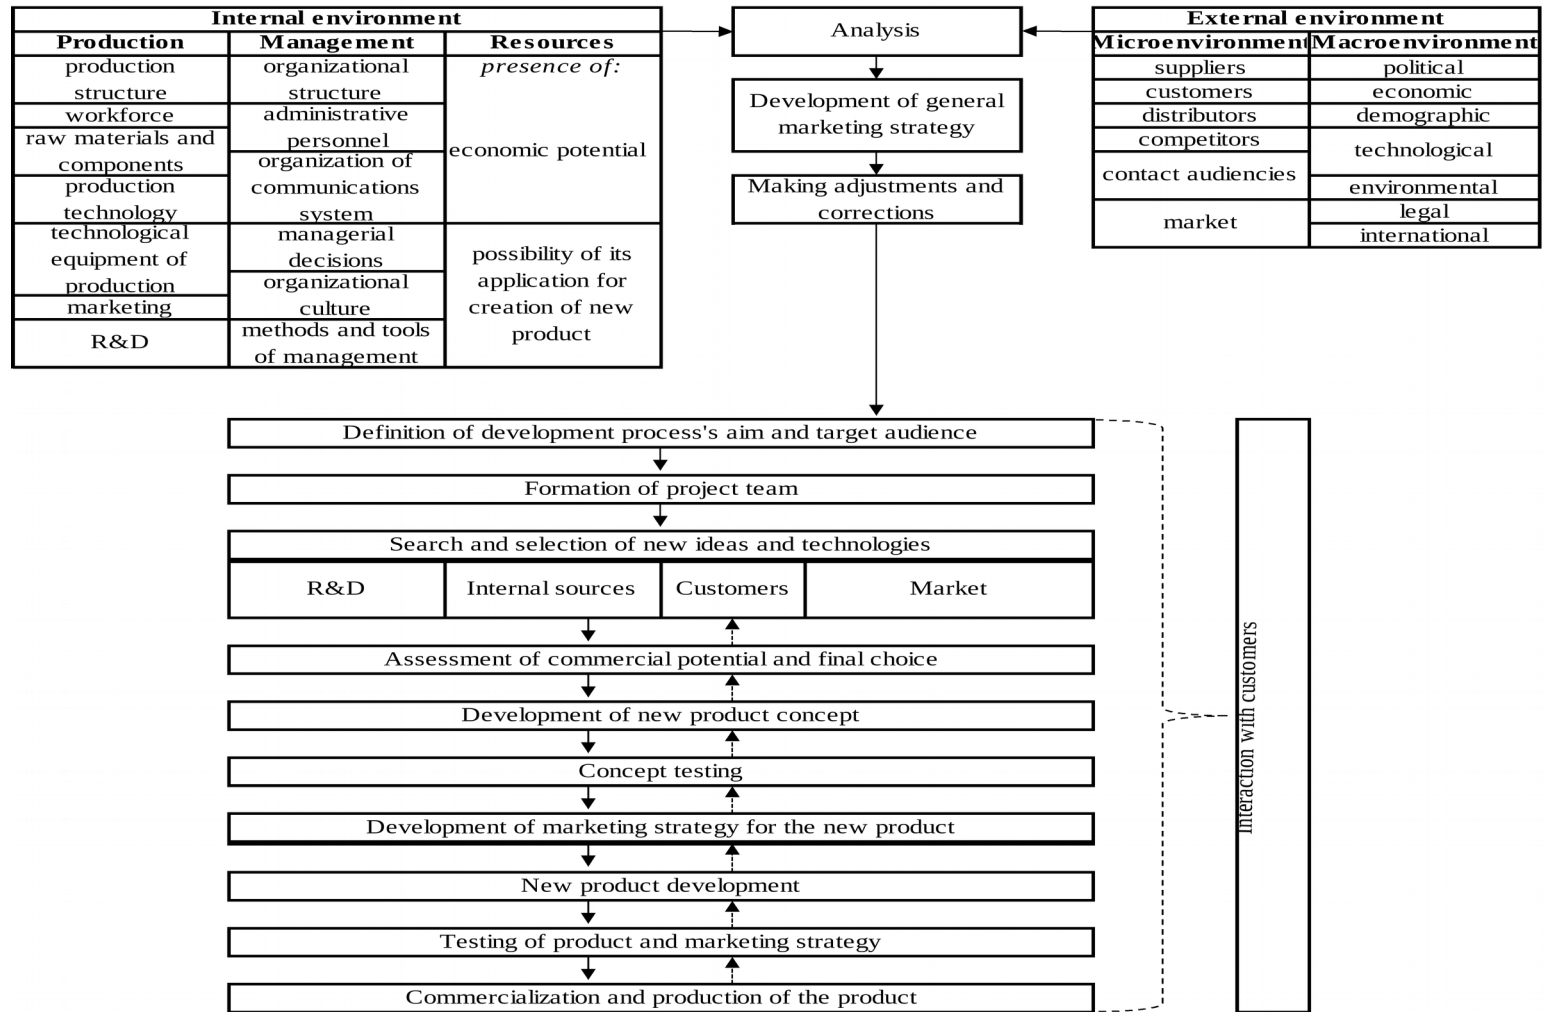 Internal environment
Production
Management
Resources
production
structure
workforce
raw materials and
components
production
technology
technological
equipment of
production
marketing
R&D
organizational
structure
administrative
personnel
organization of
communications
system
managerial
decisions
organizational
culture
methods and tools
of management
presence of:
economic potential
possibility of its
application for
creation of new
product
Analysis
Development of general
marketing strategy
Making adjustments and
corrections
External environment
Microenvironment
Macroenvironment
suppliers
customers
distributors
competitors
contact audiencies
market
political
economic
demographic
technological
environmental
legal
international
Definition of development process's aim and target audience
Formation of project team
Search and selection of new ideas and technologies
R&D
Internal sources
Customers
Market
Assessment of commercial potential and final choice
Development of new product concept
Concept testing
Development of marketing strategy for the new product
New product development
Testing of product and marketing strategy
Commercialization and production of the product
Interaction with customers